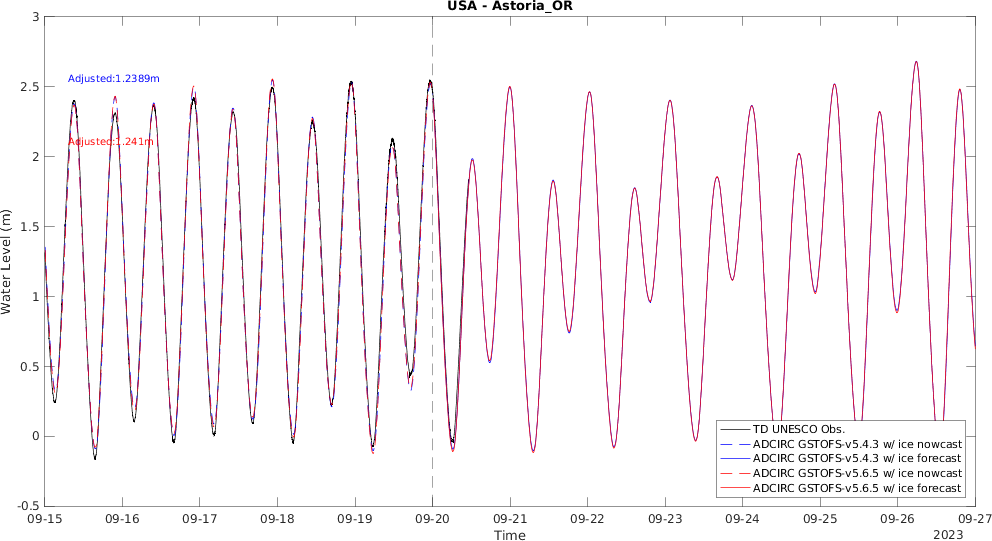 USA - Astoria_OR
Water Level (m)
3
2.5
2
1.5
1
0.5
0
-0.5
Adjusted:1.2389m
Adjusted:1.241m
TD UNESCO Obs.
ADCIRC GSTOFS-v5.4.3 w/ ice nowcast
ADCIRC GSTOFS-v5.4.3 w/ ice forecast
ADCIRC GSTOFS-v5.6.5 w/ ice nowcast
ADCIRC GSTOFS-v5.6.5 w/ ice forecast
09-15 09-16 09-17 09-18 09-19 09-20 09-21 09-22 09-23 09-24 09-25 09-26 09-27
Time
2023